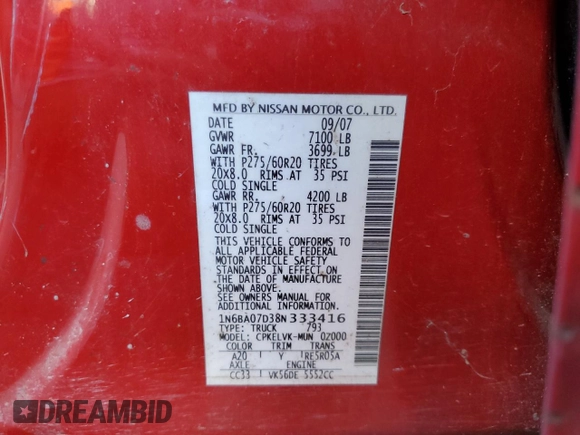 MFD BY NISSAN MOTOR CO., LTD.
DATE 09/07
GVWR 7100 LB
GAWR FR. 3699 LB
WITH P275/60R20 TIRES
20X8.0 RIMS AT 35 PSI
COLD SINGLE
GAWR RR. 4200 LB
WITH P275/60R20 TIRES
20X8.0 RIMS AT 35 PSI
COLD SINGLE
THIS VEHICLE CONFORMS TO
ALL APPLICABLE FEDERAL
MOTOR VEHICLE SAFETY
STANDARDS IN EFFECT ON
THE DATE OF MANUFACTURE
SHOWN ABOVE.
SEE OWNERS MANUAL FOR
ADDITIONAL INFORMATION.
1N6BA07D38N333416
TYPE: TRUCK 793
MODEL: CPKELVK-MUN 02000
COLOR TRIM TRANS
A20 Y RE5R05A
AXLE ENGINE
CC33 VK56DE 5552CC
DREAMBID